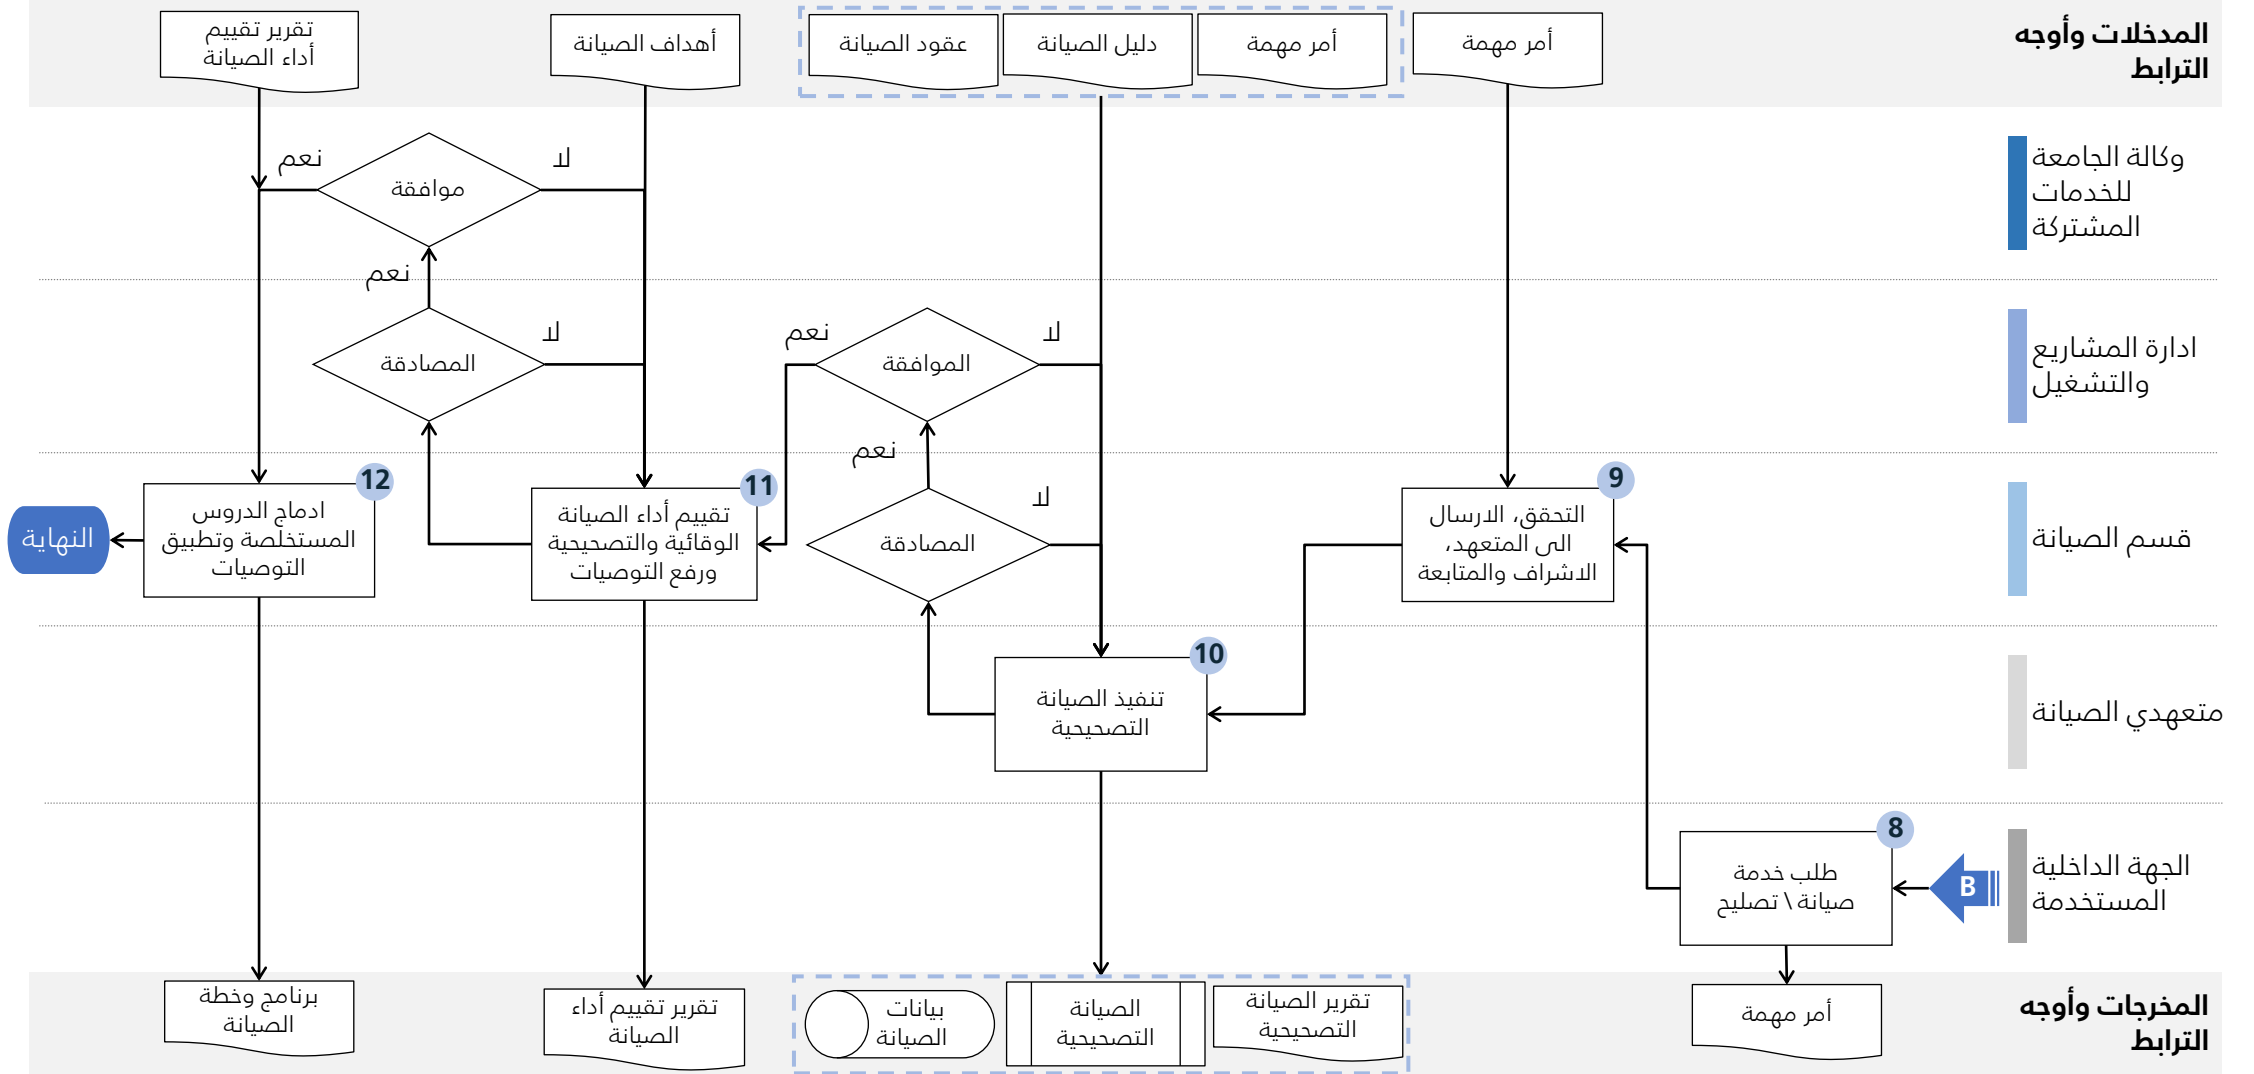 المدخلات وأوجه
الترابط
أمر مهمة
أمر مهمة
دليل الصيانة
عقود الصيانة
أهداف الصيانة
تقرير تقييم
أداء الصيانة
وكالة الجامعة
للخدمات
المشتركة
لا
موافقة
نعم
نعم
ادارة المشاريع
والتشغيل
لا
الموافقة
نعم
لا
المصادقة
نعم
قسم الصيانة
9
التحقق، الارسال
الى المتعهد،
الاشراف والمتابعة
لا
المصادقة
11
تقييم أداء الصيانة
الوقائية والتصحيحية
ورفع التوصيات
12
ادماج الدروس
المستخلصة وتطبيق
التوصيات
النهاية
متعهدي الصيانة
10
تنفيذ الصيانة
التصحيحية
الجهة الداخلية
المستخدمة
B
8
طلب خدمة
صيانة \ تصليح
المخرجات وأوجه
الترابط
أمر مهمة
تقرير الصيانة
التصحيحية
الصيانة
التصحيحية
بيانات
الصيانة
تقرير تقييم أداء
الصيانة
برنامج وخطة
الصيانة